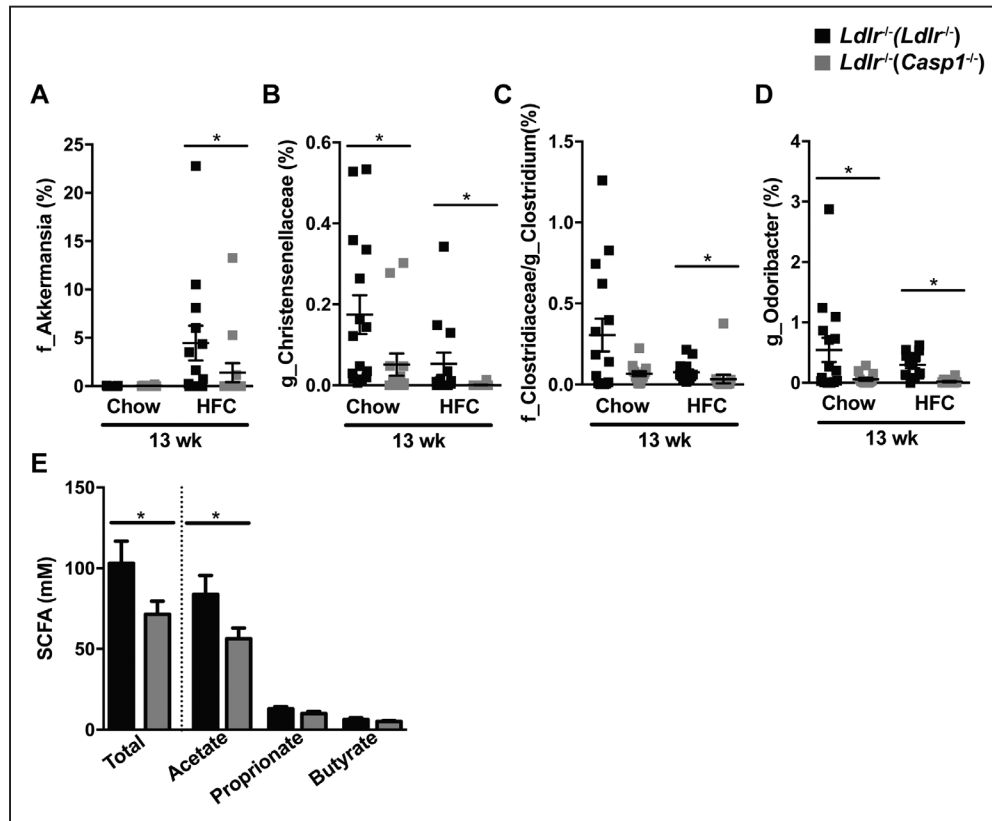 Ldlr-/-(Ldlr-/-)
Ldlr-/-(Casp1-/-)
A
f_Akkermansia (%)
25
20
15
10
5
0
*
Chow HFC
13 wk
B
g_Christensenellaceae (%)
0.6
0.4
0.2
0.0
*
*
Chow HFC
13 wk
C
f_Clostridiaceae/g_Clostridium(%)
1.5
1.0
0.5
0.0
*
Chow HFC
13 wk
D
g_Odoribacter (%)
4
3
2
1
0
*
*
Chow HFC
13 wk
E
SCFA (mM)
150
100
50
0
*
*
Total
Acetate
Proprionate
Butyrate